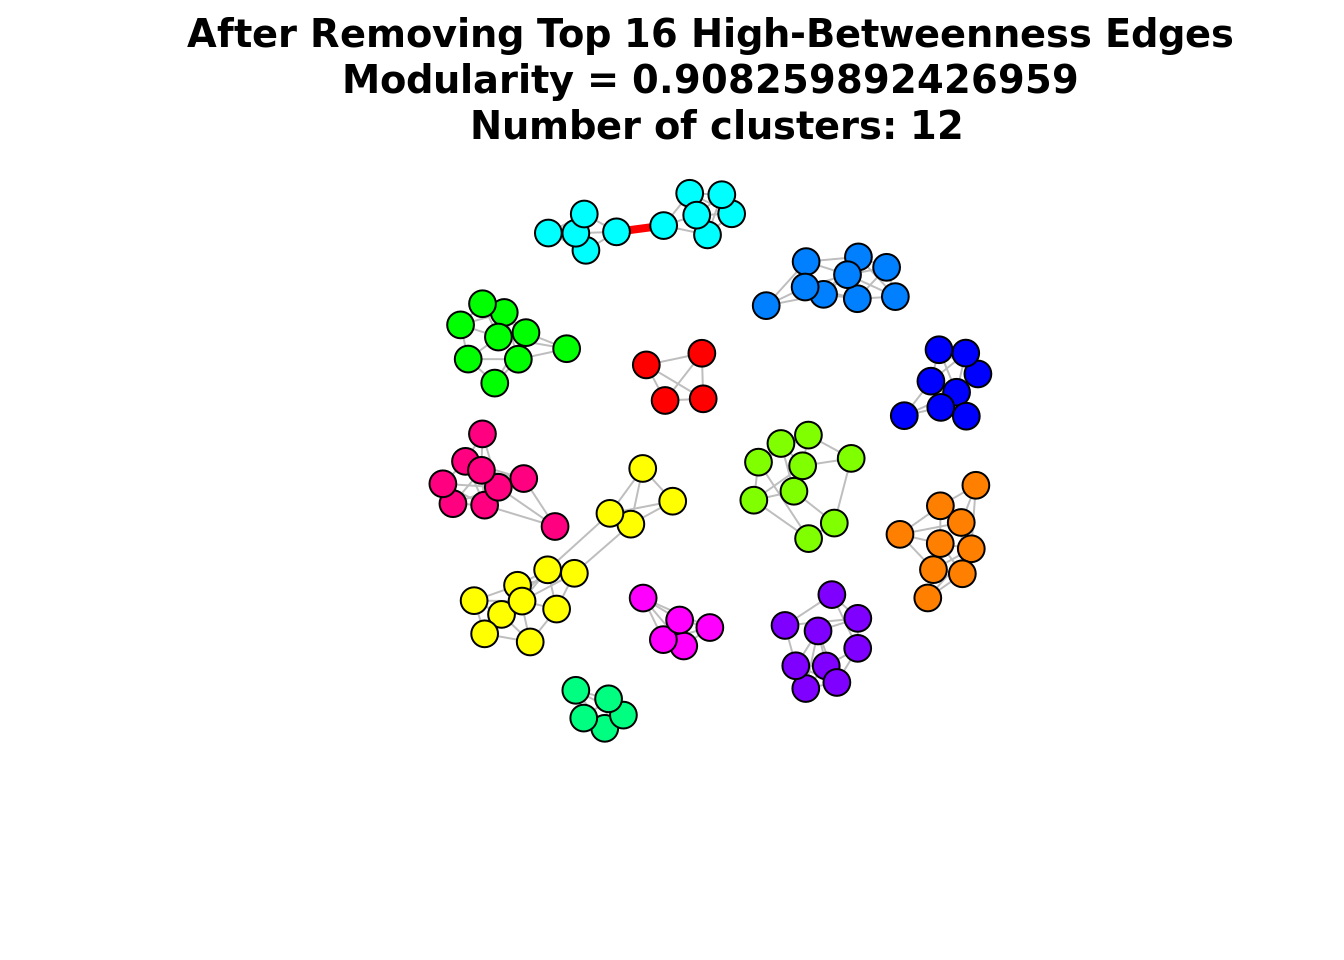 After Removing Top 16 High-Betweenness Edges
Modularity = 0.908259892426959
Number of clusters: 12